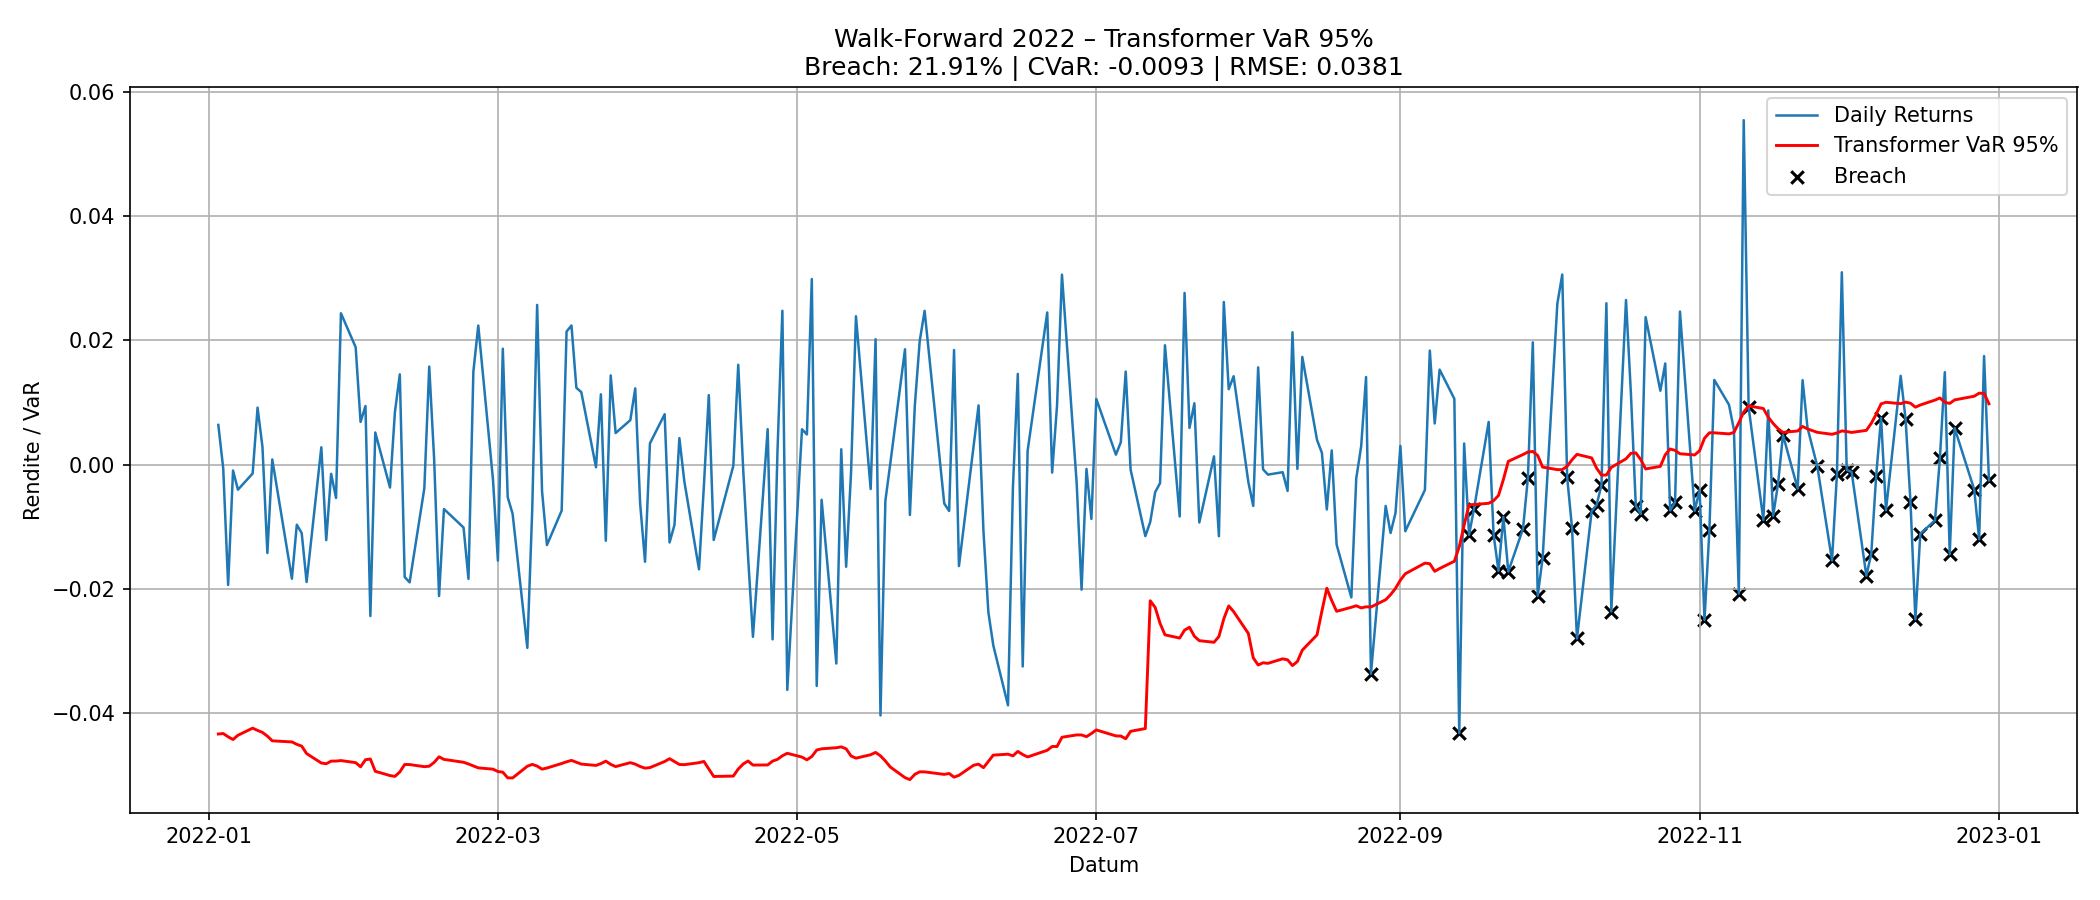 Walk-Forward 2022 – Transformer VaR 95%
Breach: 21.91% | CVaR: -0.0093 | RMSE: 0.0381
Daily Returns
Transformer VaR 95%
Breach
Rendite / VaR
0.06
0.04
0.02
0.00
−0.02
−0.04
2022-01
2022-03
2022-05
2022-07
2022-09
2022-11
2023-01
Datum